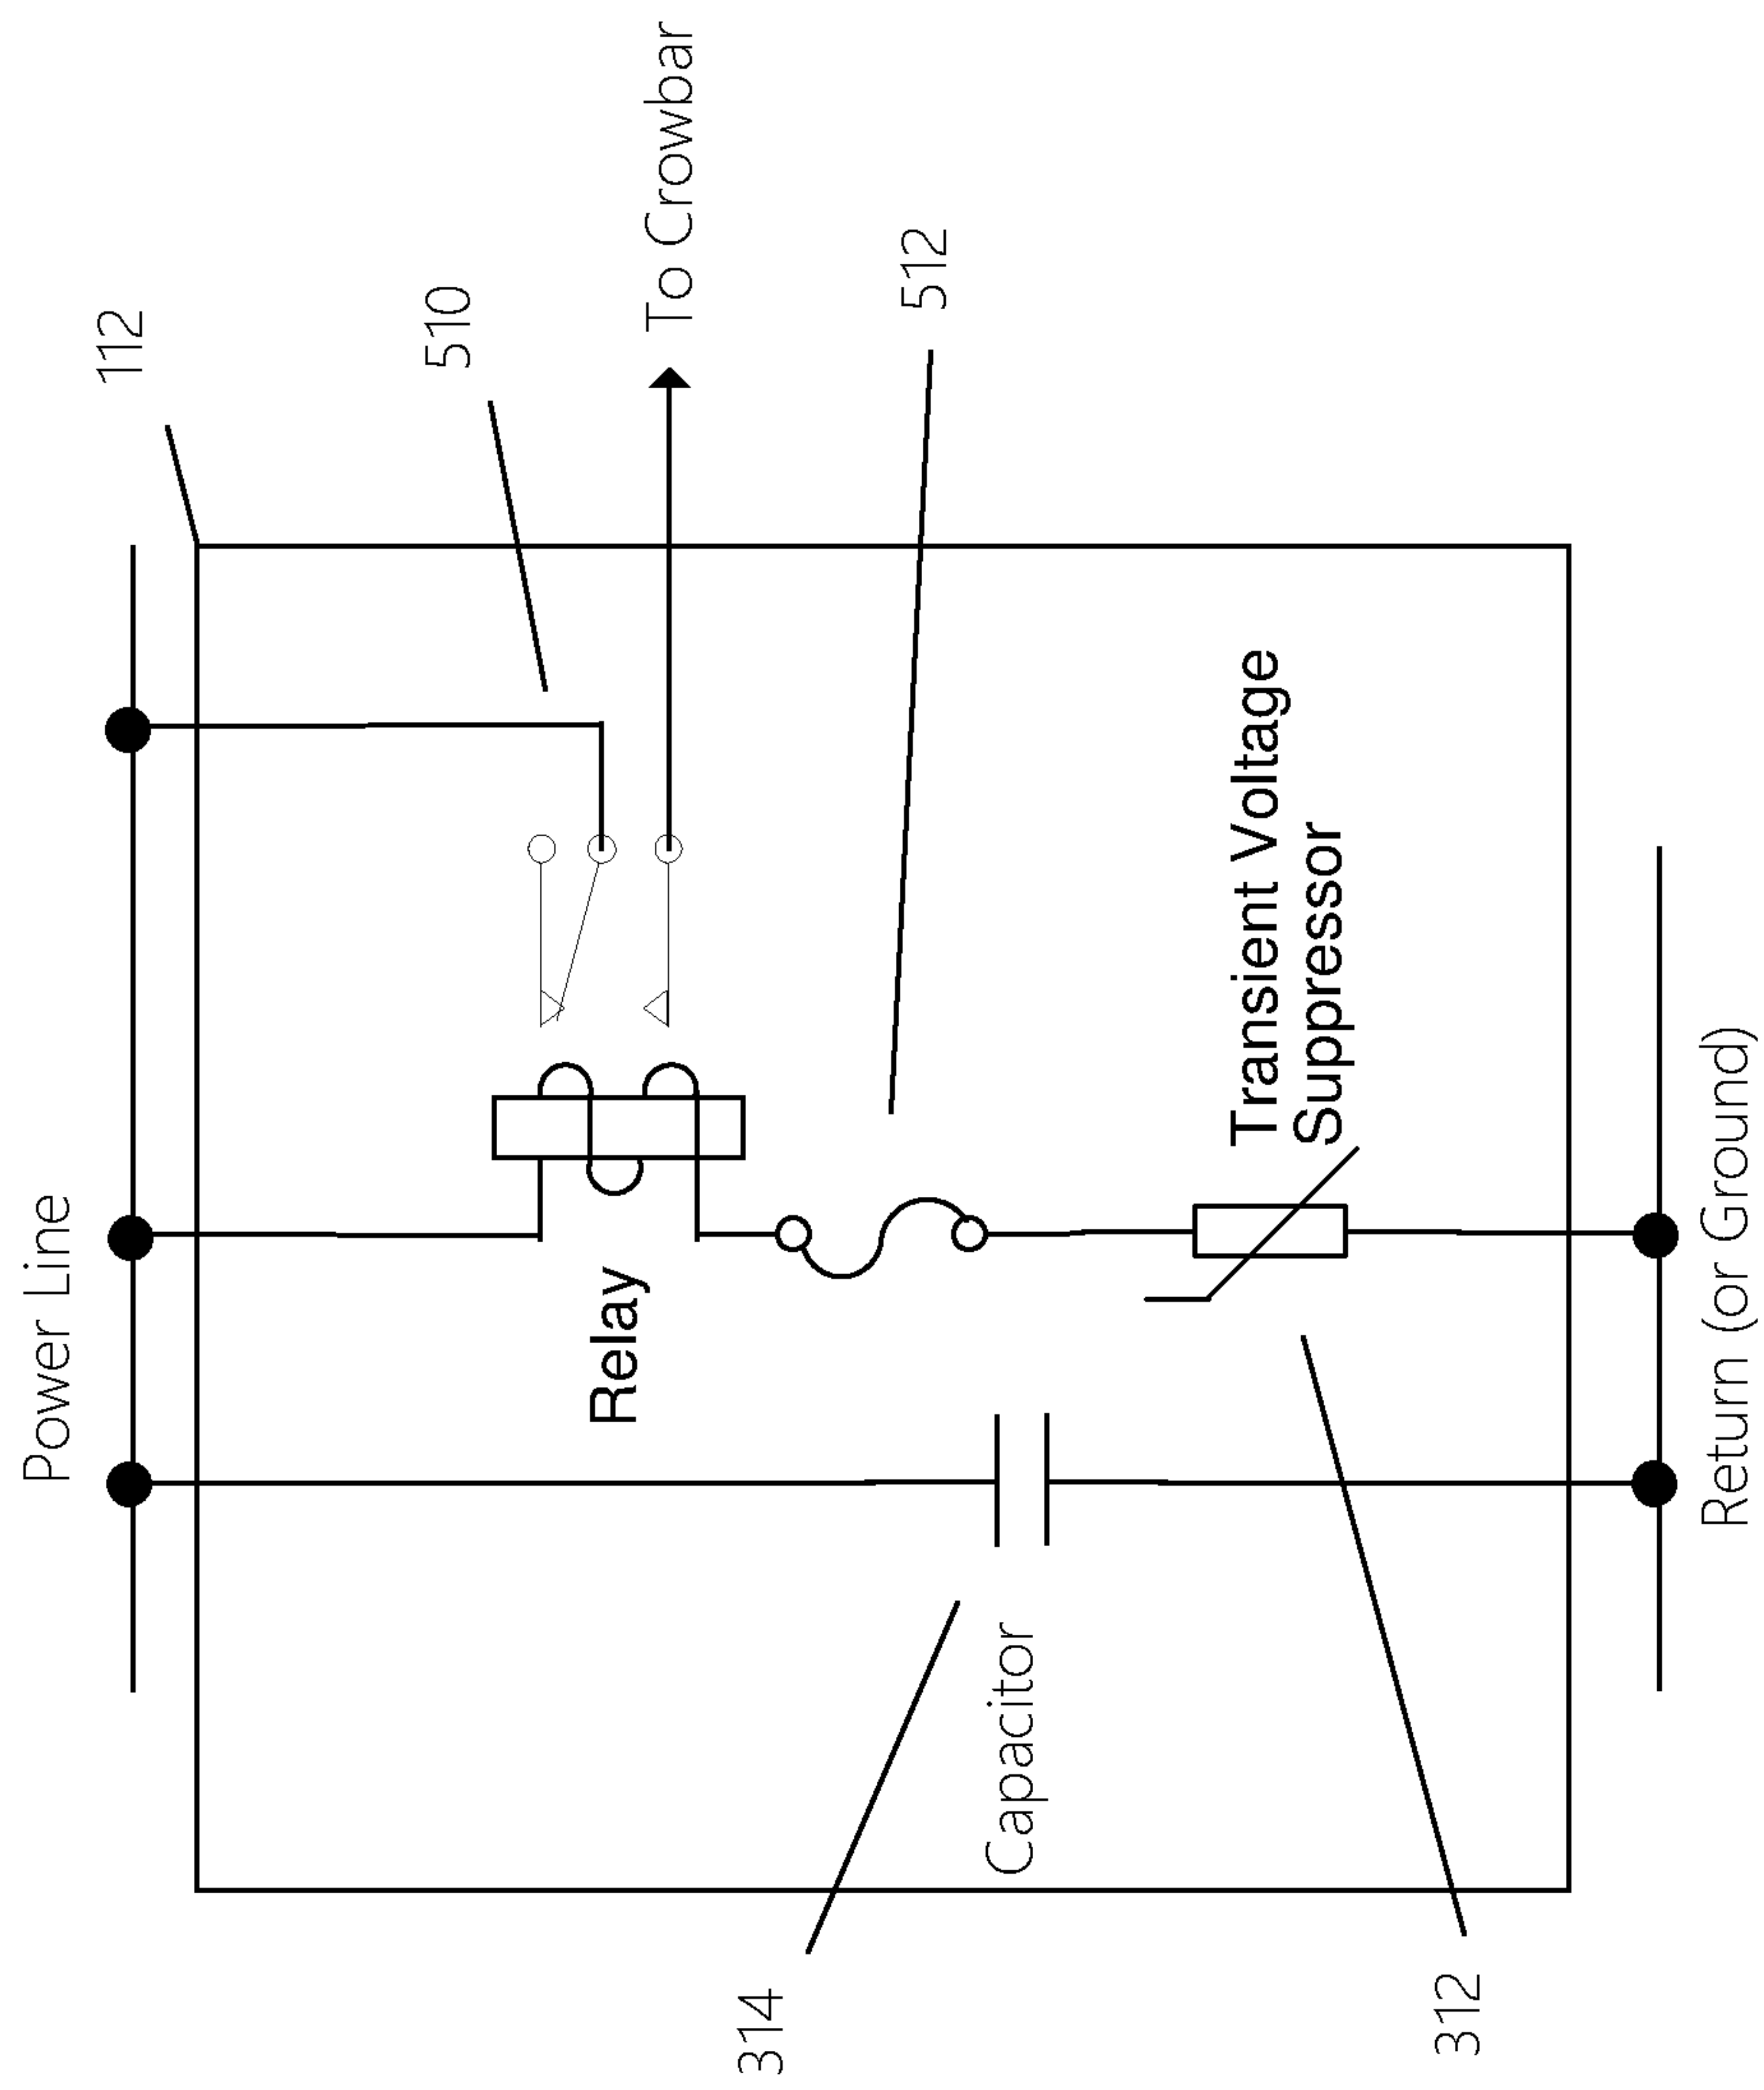 Power Line
112
510
To Crowbar
512
Relay
Transient Voltage
Suppressor
Capacitor
314
312
Return (or Ground)